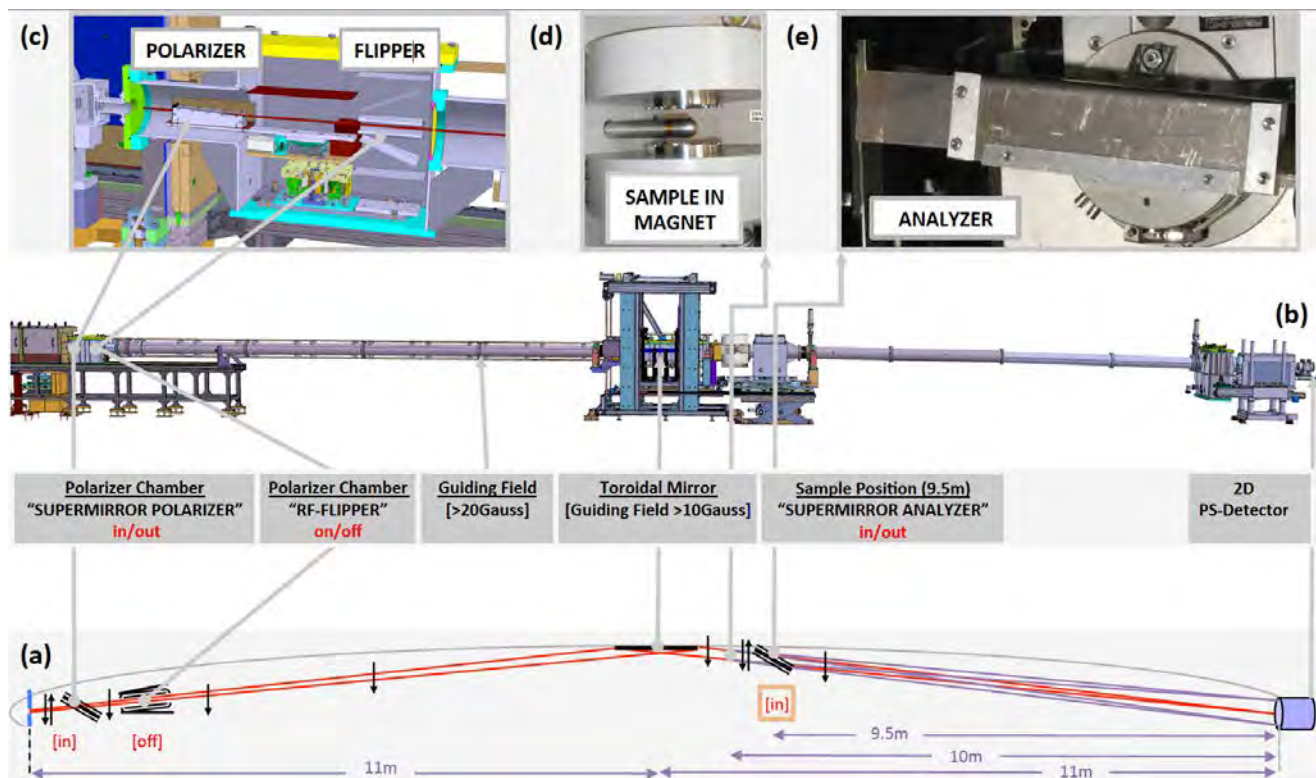 (c)
POLARIZER
FLIPPER
(d)
SAMPLE IN
MAGNET
(e)
ANALYZER
(b)
Polarizer Chamber
“SUPERMIRROR POLARIZER”
in/out
Polarizer Chamber
“RF-FLIPPER”
on/off
Guiding Field
[>20Gauss]
Toroidal Mirror
[Guiding Field >10Gauss]
Sample Position (9.5m)
“SUPERMIRROR ANALYZER”
in/out
2D
PS-Detector
(a)
[in]
[off]
[in]
9.5m
10m
11m
11m